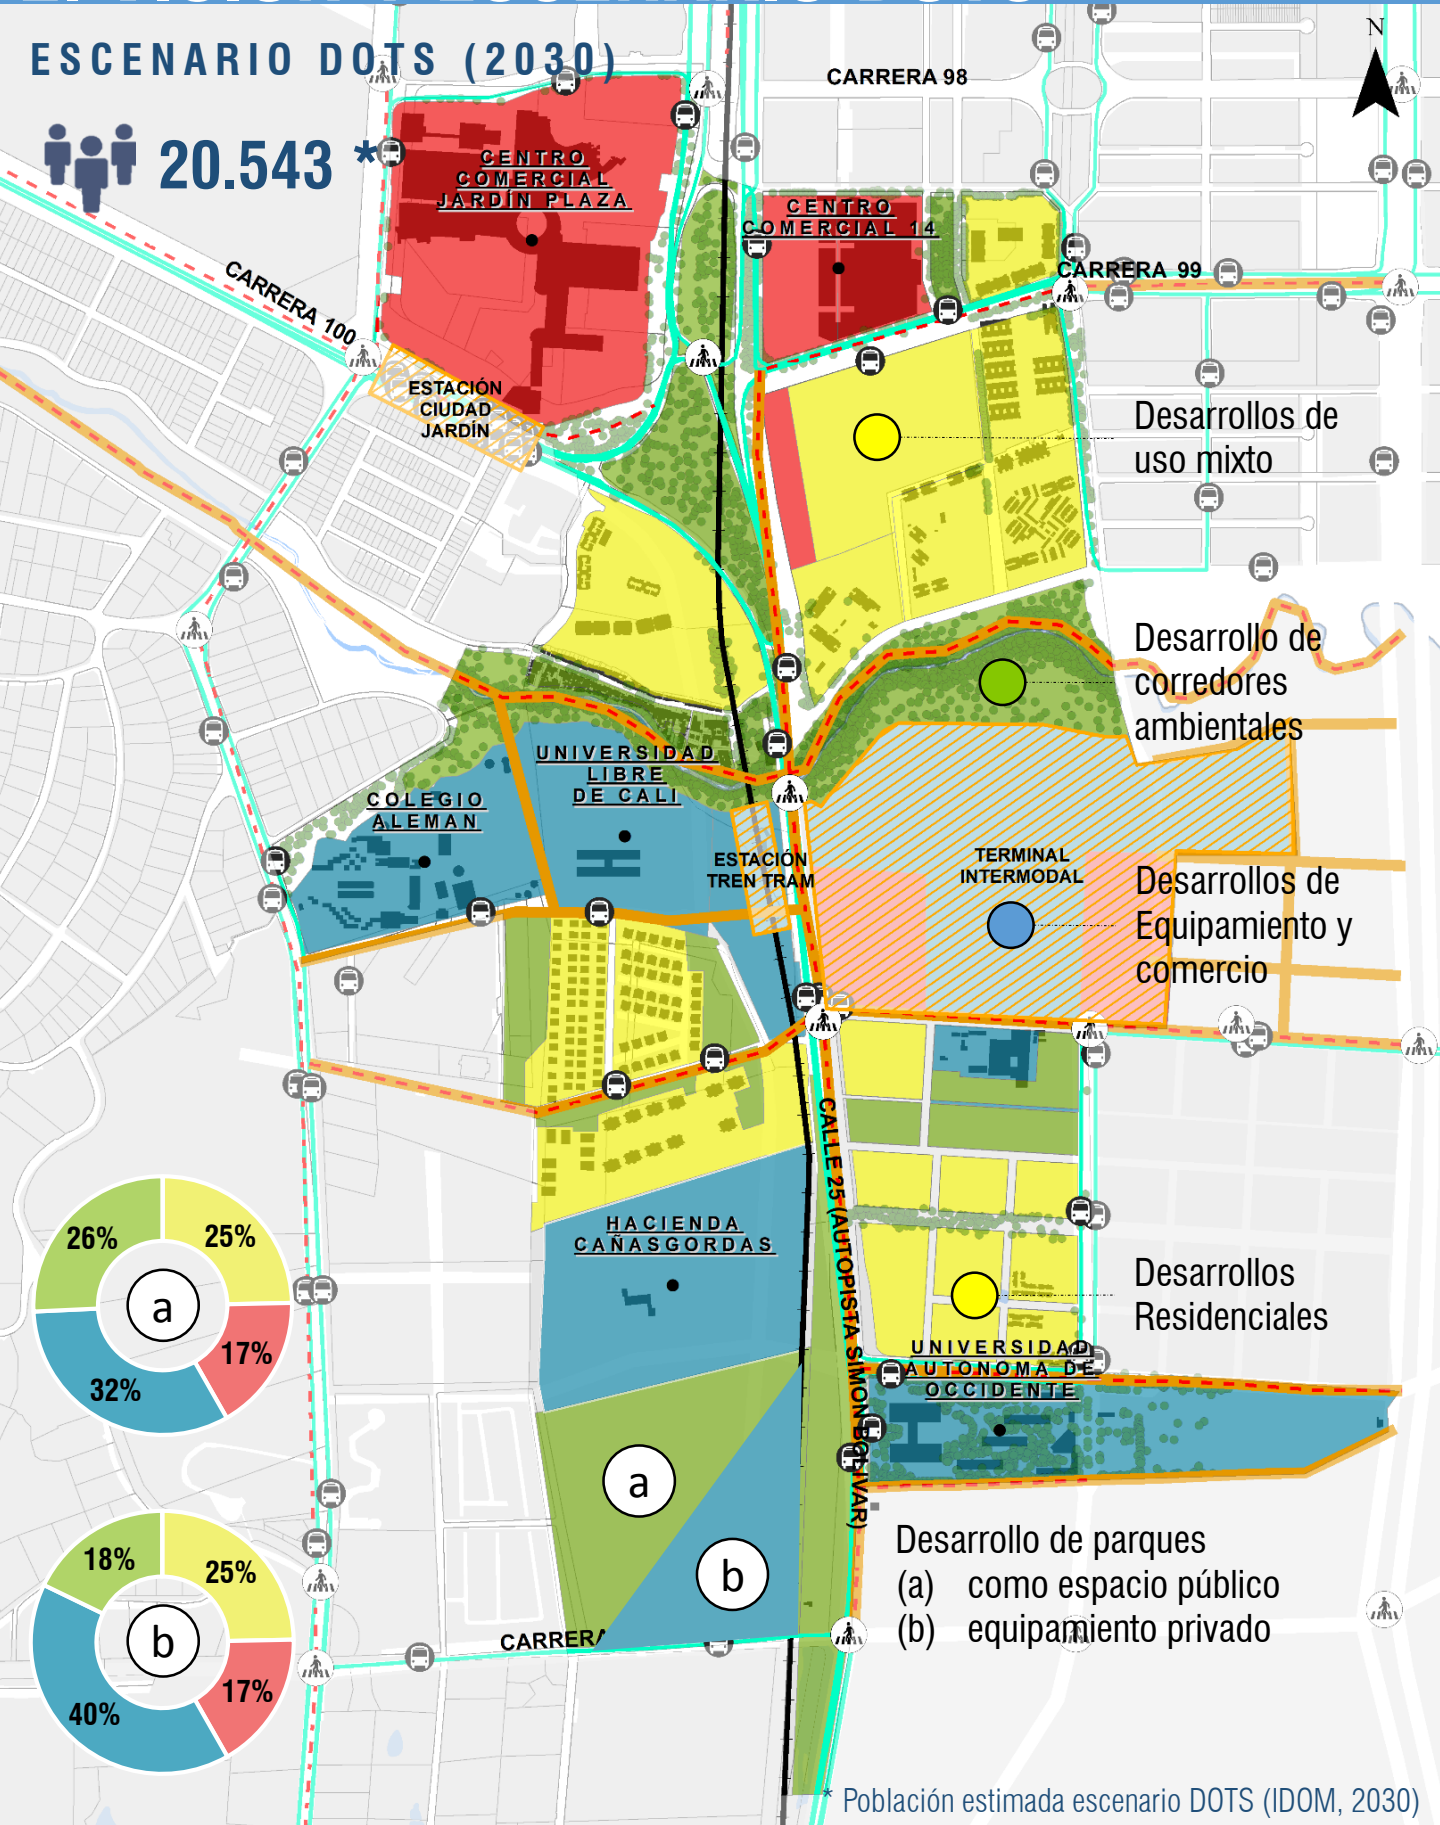 ESCENARIO DOTS (2030)
20.543 *
N
CARRERA 98
CENTRO
COMERCIAL
JARDÍN PLAZA
CENTRO
COMERCIAL 14
CARRERA 99
CARRERA 100
ESTACIÓN
CIUDAD
JARDÍN
Desarrollos de
uso mixto
Desarrollo de
corredores
ambientales
UNIVERSIDAD
LIBRE
DE CALI
COLEGIO
ALEMAN
ESTACIÓN
TREN TRAM
TERMINAL
INTERMODAL
Desarrollos de
Equipamiento y
comercio
CALLE 25 (AUTOPISTA SIMON BOLIVAR)
HACIENDA
CAÑASGORDAS
26%
25%
a
17%
32%
Desarrollos
Residenciales
UNIVERSIDAD
AUTONOMA DE
OCCIDENTE
a
b
18%
25%
b
17%
40%
Desarrollo de parques
(a) como espacio público
(b) equipamiento privado
CARRERA
* Población estimada escenario DOTS (IDOM, 2030)